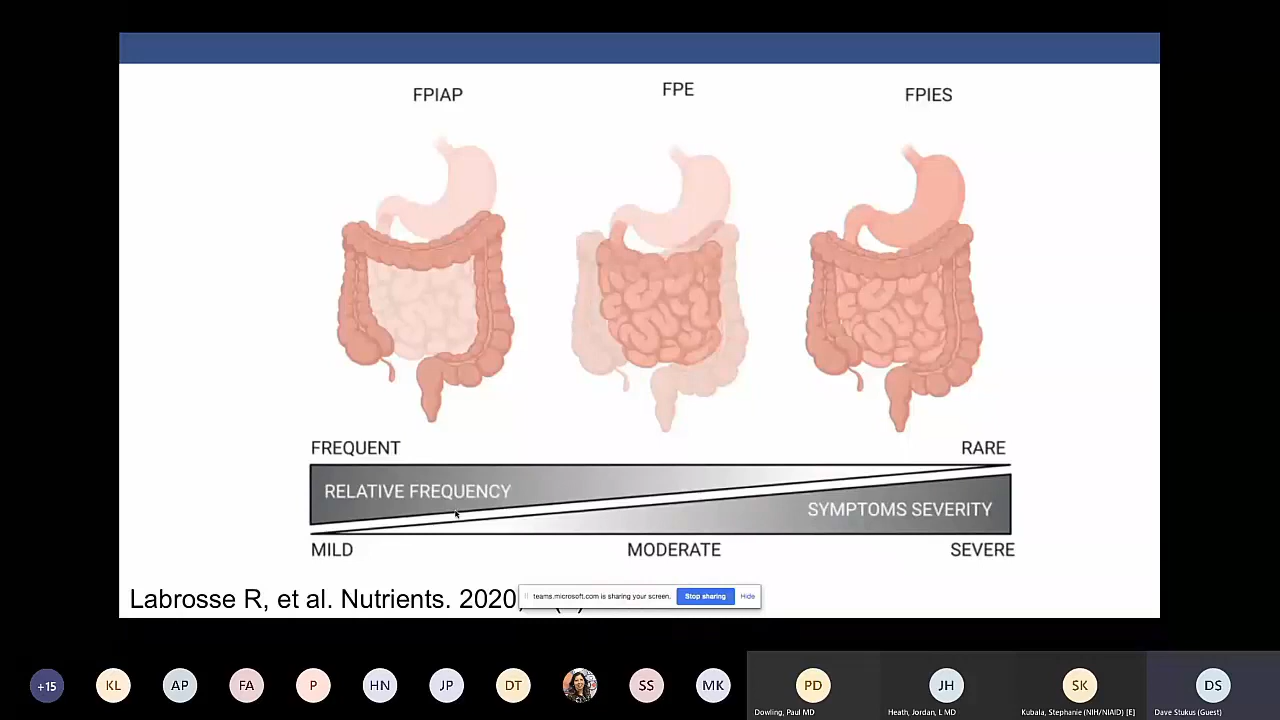 FPIAP
FPE
FPIES
FREQUENT
RARE
RELATIVE FREQUENCY
SYMPTOMS SEVERITY
MILD
MODERATE
SEVERE
Labrosse R, et al. Nutrients. 2020
teams.microsoft.com is sharing your screen.
Stop sharing
Hide
+15
KL
AP
FA
P
HN
JP
DT
SS
MK
PD
JH
SK
DS
Dowling, Paul MD
Heath, Jordan, L MD
Kubala, Stephanie (NIH/NIAID) [E]
Dave Stukus (Guest)